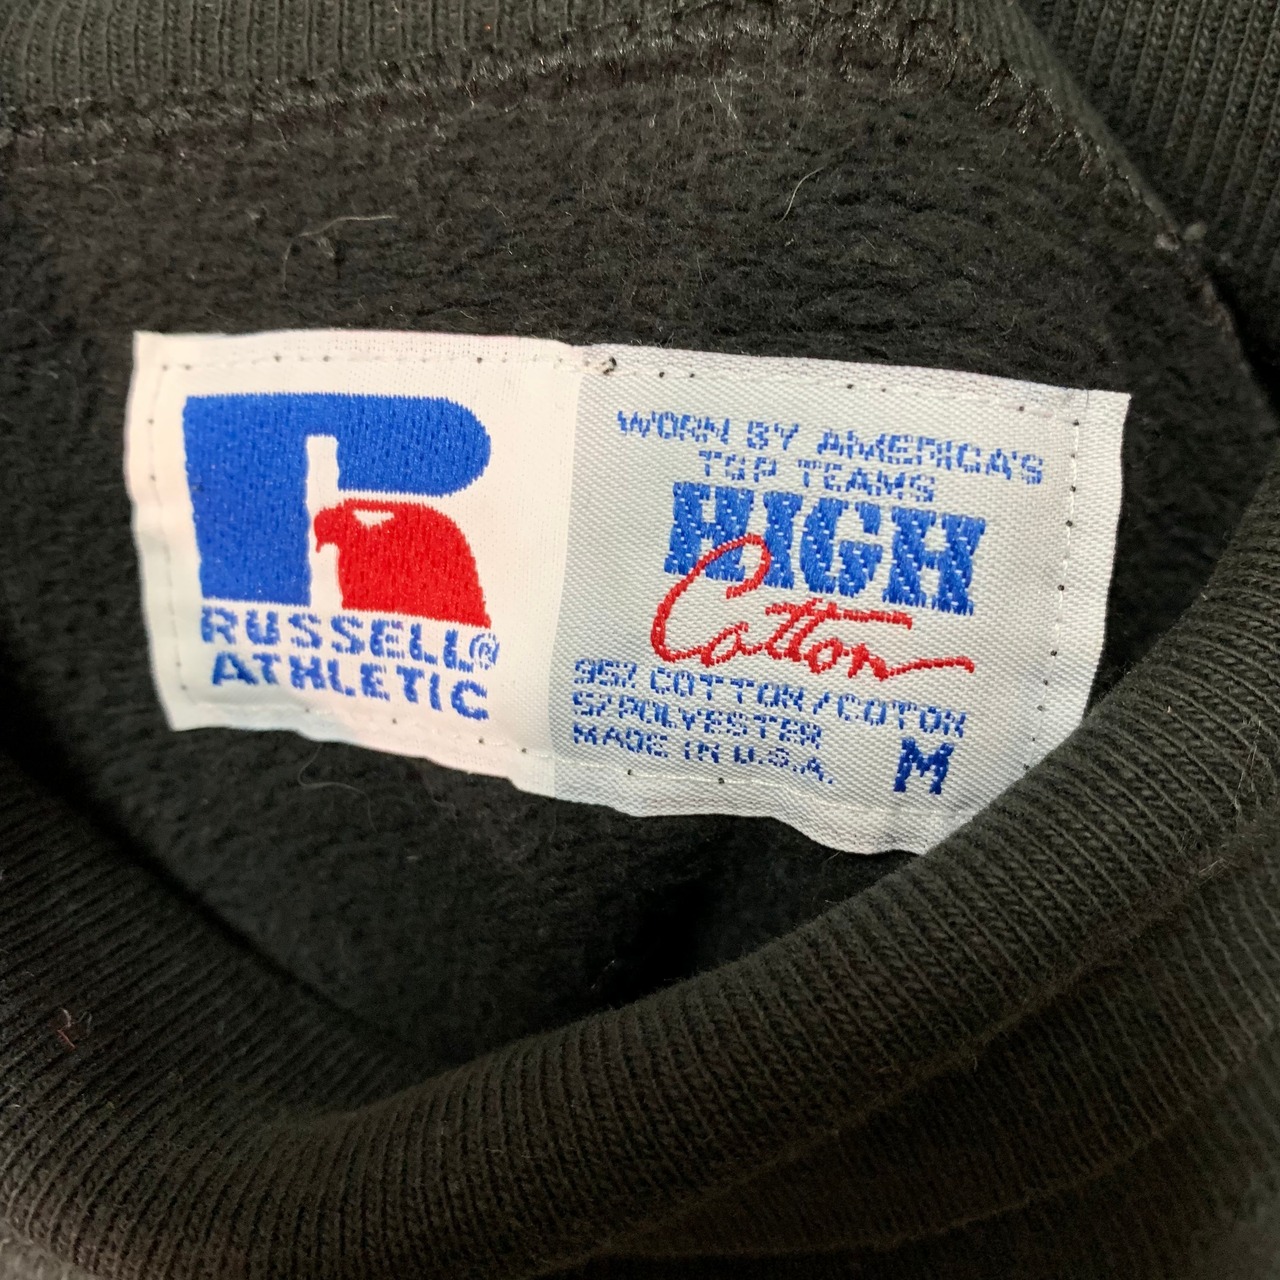 RUSSELL®
ATHLETIC
WORN BY AMERICA'S
TOP TEAMS
HIGH
Cotton
95% COTTON/COTON
5% POLYESTER
MADE IN U.S.A.
M